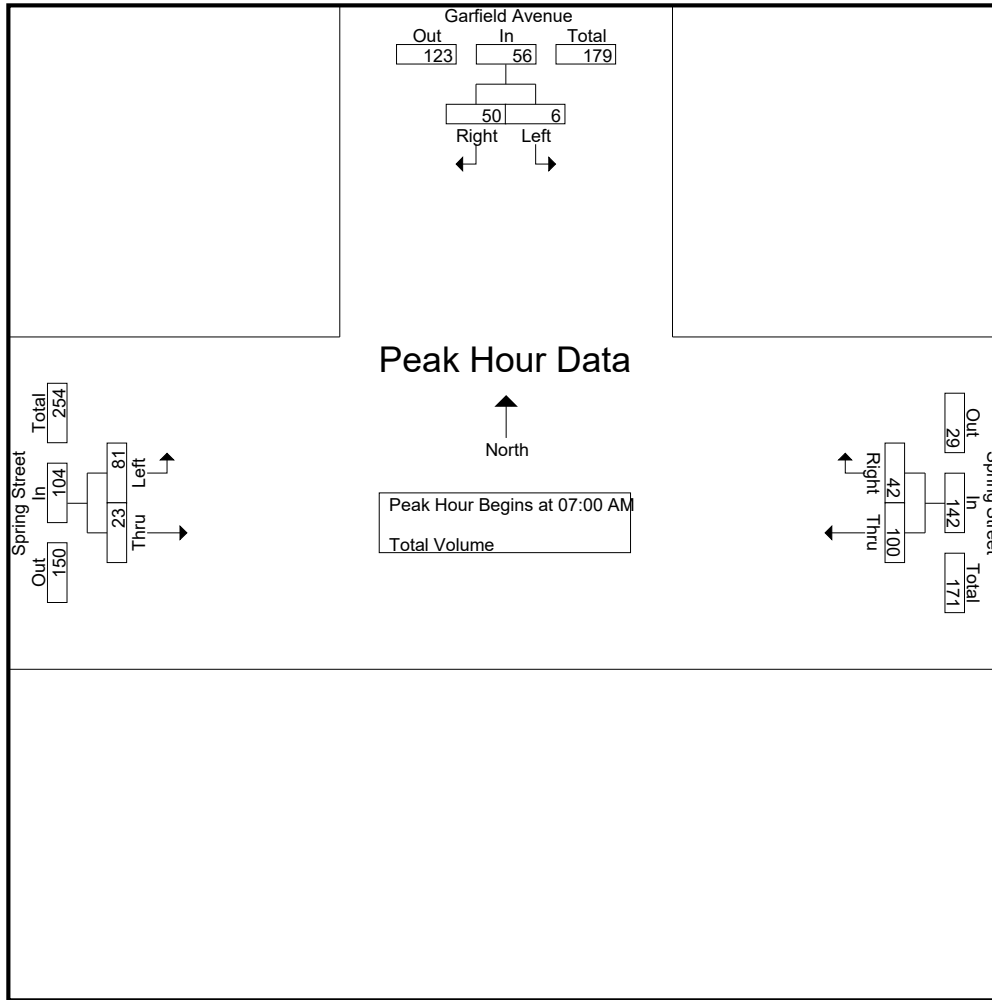 Garfield Avenue
Out In Total
123 56 179
50 6
Right Left
Peak Hour Data
North
Peak Hour Begins at 07:00 AM
Total Volume
Spring Street
Out In Total
150 104 254
81 23
Left Thru
Spring Street
Out In Total
29 142 171
42 100
Right Thru